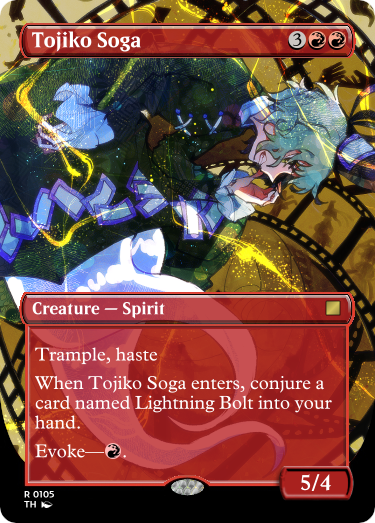 Tojiko Soga 3
Creature — Spirit
Trample, haste
When Tojiko Soga enters, conjure a
card named Lightning Bolt into your
hand.
Evoke—.
5/4
R 0105
TH